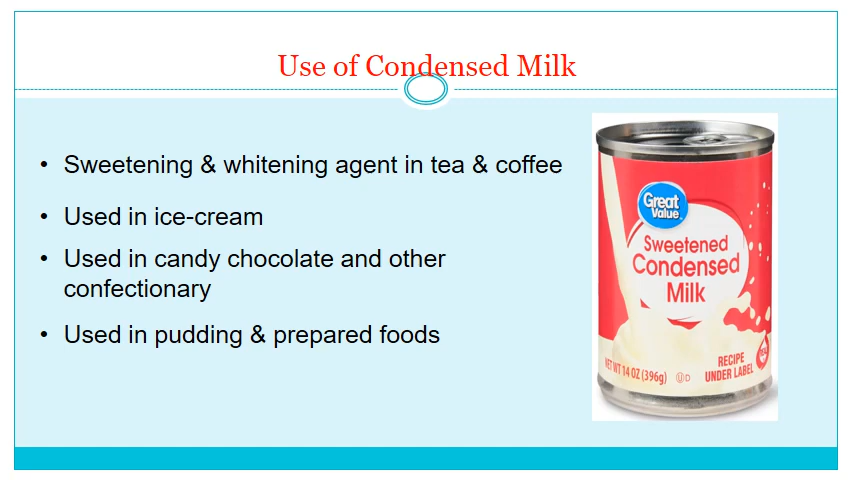 Use of Condensed Milk
• Sweetening & whitening agent in tea & coffee
• Used in ice-cream
• Used in candy chocolate and other
confectionary
• Used in pudding & prepared foods
Great
Value
Sweetened
Condensed
Milk
NET WT 14 OZ (396g)
U D
RECIPE
UNDER LABEL